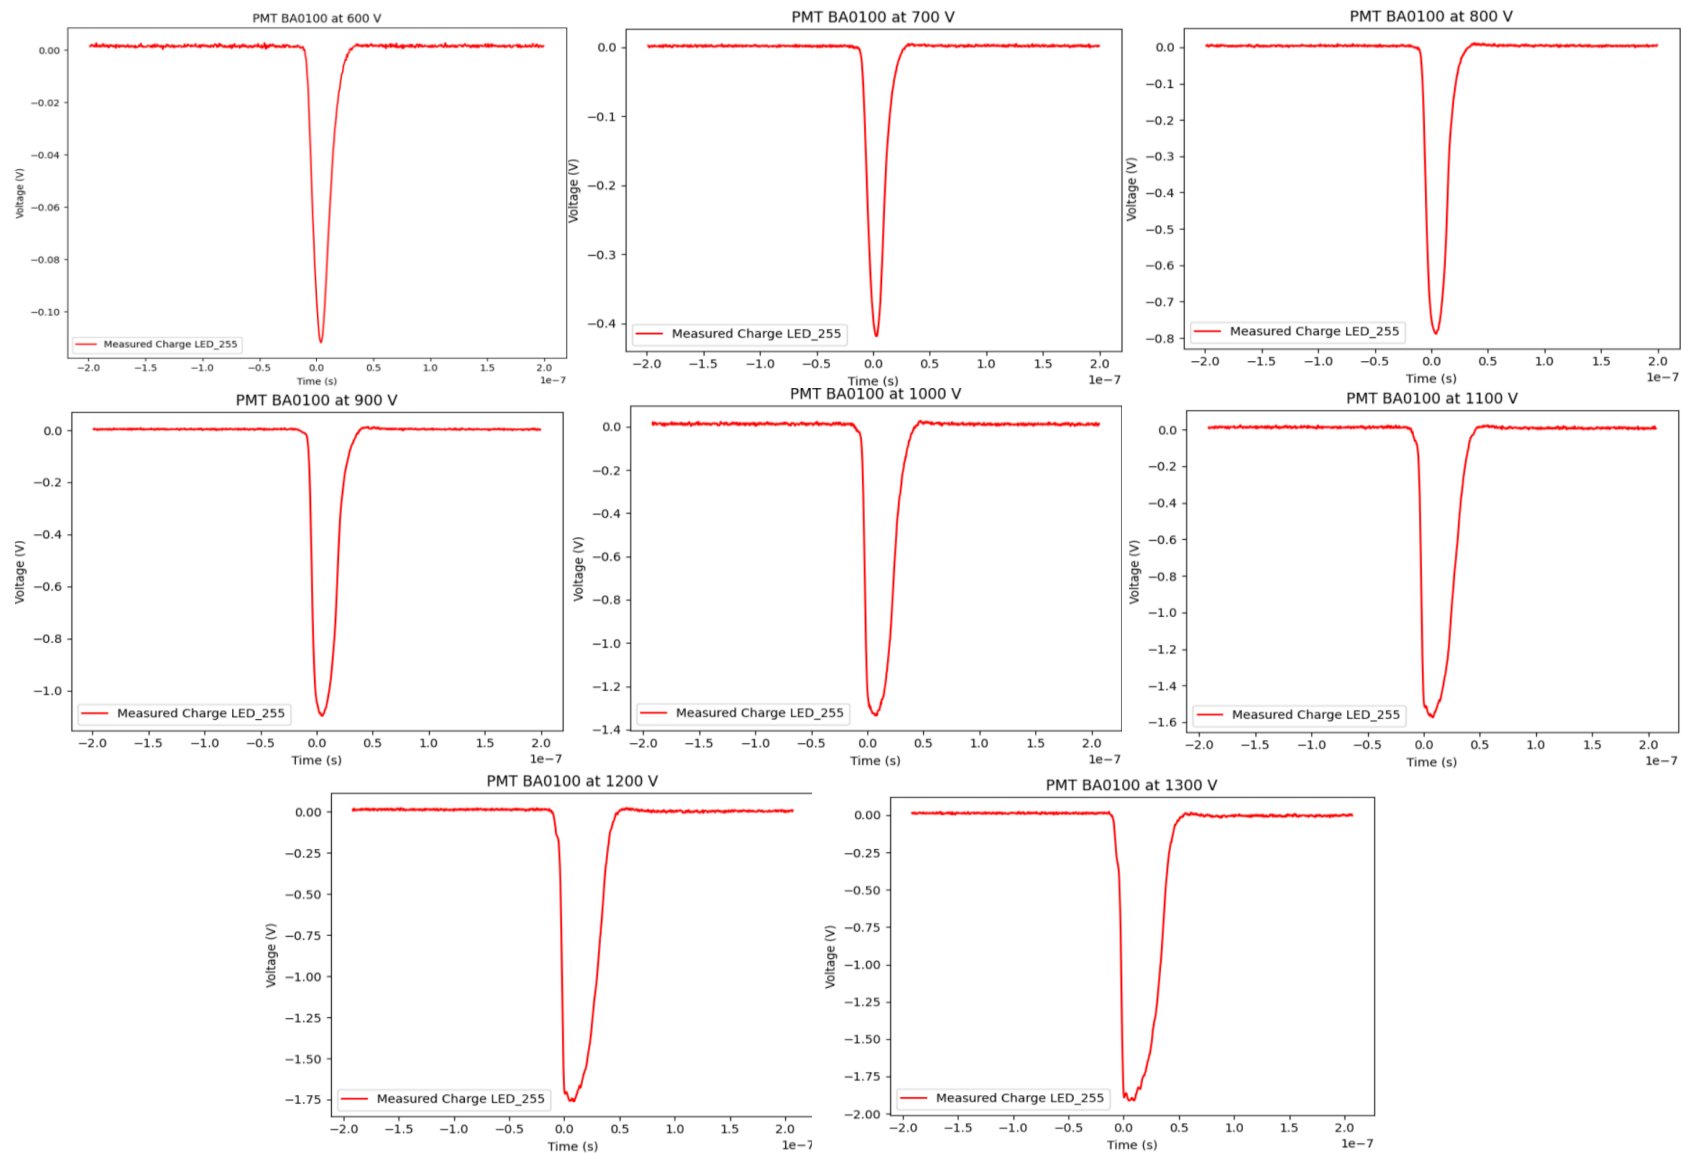 PMT BA0100 at 600 V
0.00
−0.02
−0.04
−0.06
−0.08
−0.10
Voltage (V)
Measured Charge LED_255
−2.0 −1.5 −1.0 −0.5 0.0 0.5 1.0 1.5 2.0
Time (s)
1e−7
PMT BA0100 at 700 V
0.0
−0.1
−0.2
−0.3
−0.4
Voltage (V)
Measured Charge LED_255
−2.0 −1.5 −1.0 −0.5 0.0 0.5 1.0 1.5 2.0
Time (s)
1e−7
PMT BA0100 at 800 V
0.0
−0.1
−0.2
−0.3
−0.4
−0.5
−0.6
−0.7
−0.8
Voltage (V)
Measured Charge LED_255
−2.0 −1.5 −1.0 −0.5 0.0 0.5 1.0 1.5 2.0
Time (s)
1e−7
PMT BA0100 at 900 V
0.0
−0.2
−0.4
−0.6
−0.8
−1.0
Voltage (V)
Measured Charge LED_255
−2.0 −1.5 −1.0 −0.5 0.0 0.5 1.0 1.5 2.0
Time (s)
1e−7
PMT BA0100 at 1000 V
0.0
−0.2
−0.4
−0.6
−0.8
−1.0
−1.2
−1.4
Voltage (V)
Measured Charge LED_255
−2.0 −1.5 −1.0 −0.5 0.0 0.5 1.0 1.5 2.0
Time (s)
1e−7
PMT BA0100 at 1100 V
0.0
−0.2
−0.4
−0.6
−0.8
−1.0
−1.2
−1.4
−1.6
Voltage (V)
Measured Charge LED_255
−2.0 −1.5 −1.0 −0.5 0.0 0.5 1.0 1.5 2.0
Time (s)
1e−7
PMT BA0100 at 1200 V
0.00
−0.25
−0.50
−0.75
−1.00
−1.25
−1.50
−1.75
Voltage (V)
Measured Charge LED_255
−2.0 −1.5 −1.0 −0.5 0.0 0.5 1.0 1.5 2.0
Time (s)
1e−7
PMT BA0100 at 1300 V
0.00
−0.25
−0.50
−0.75
−1.00
−1.25
−1.50
−1.75
−2.00
Voltage (V)
Measured Charge LED_255
−2.0 −1.5 −1.0 −0.5 0.0 0.5 1.0 1.5 2.0
Time (s)
1e−7